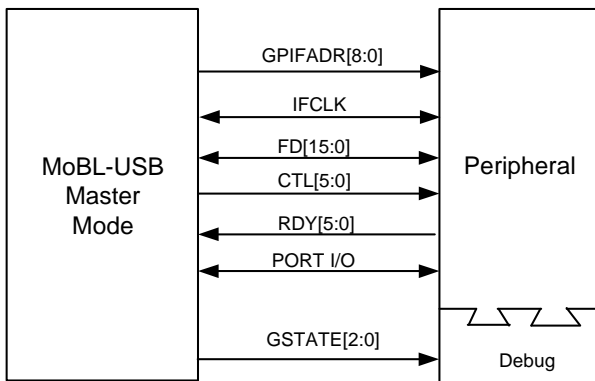 GPIFADR[8:0]
IFCLK
FD[15:0]
CTL[5:0]
RDY[5:0]
PORT I/O
GSTATE[2:0]
MoBL-USB
Master
Mode
Peripheral
Debug